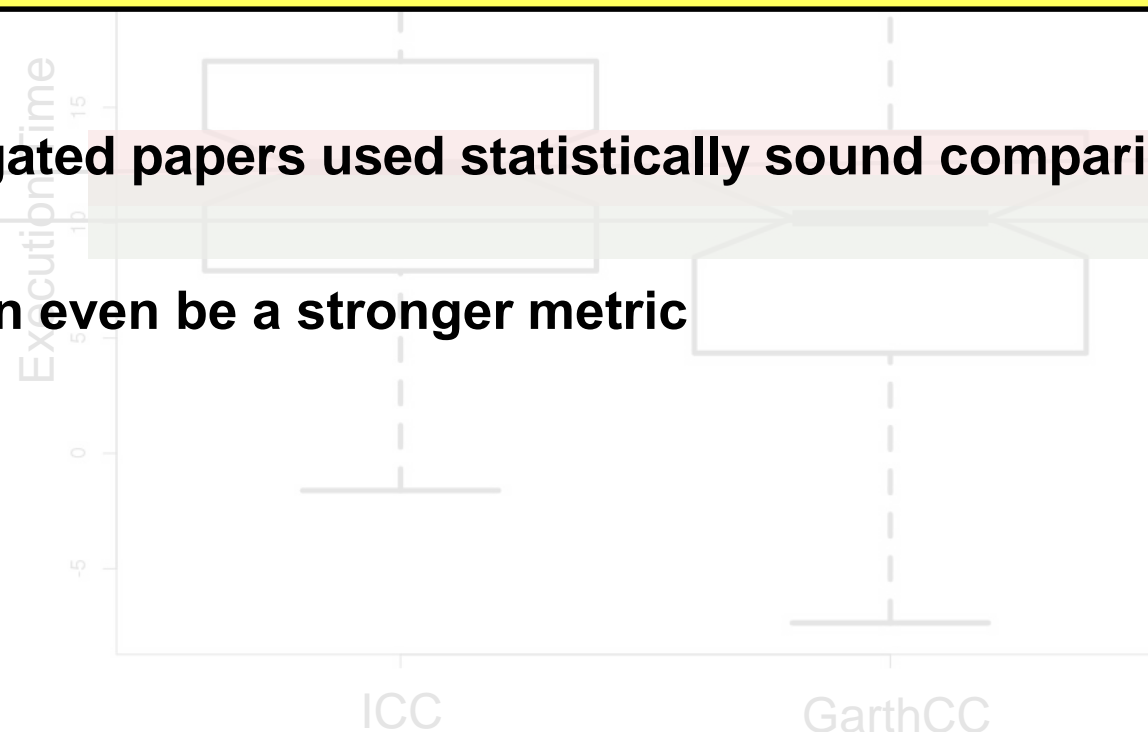 Execution Time
15
gated papers used statistically sound compari
10
n even be a stronger metric
5
0
-5
ICC
GarthCC